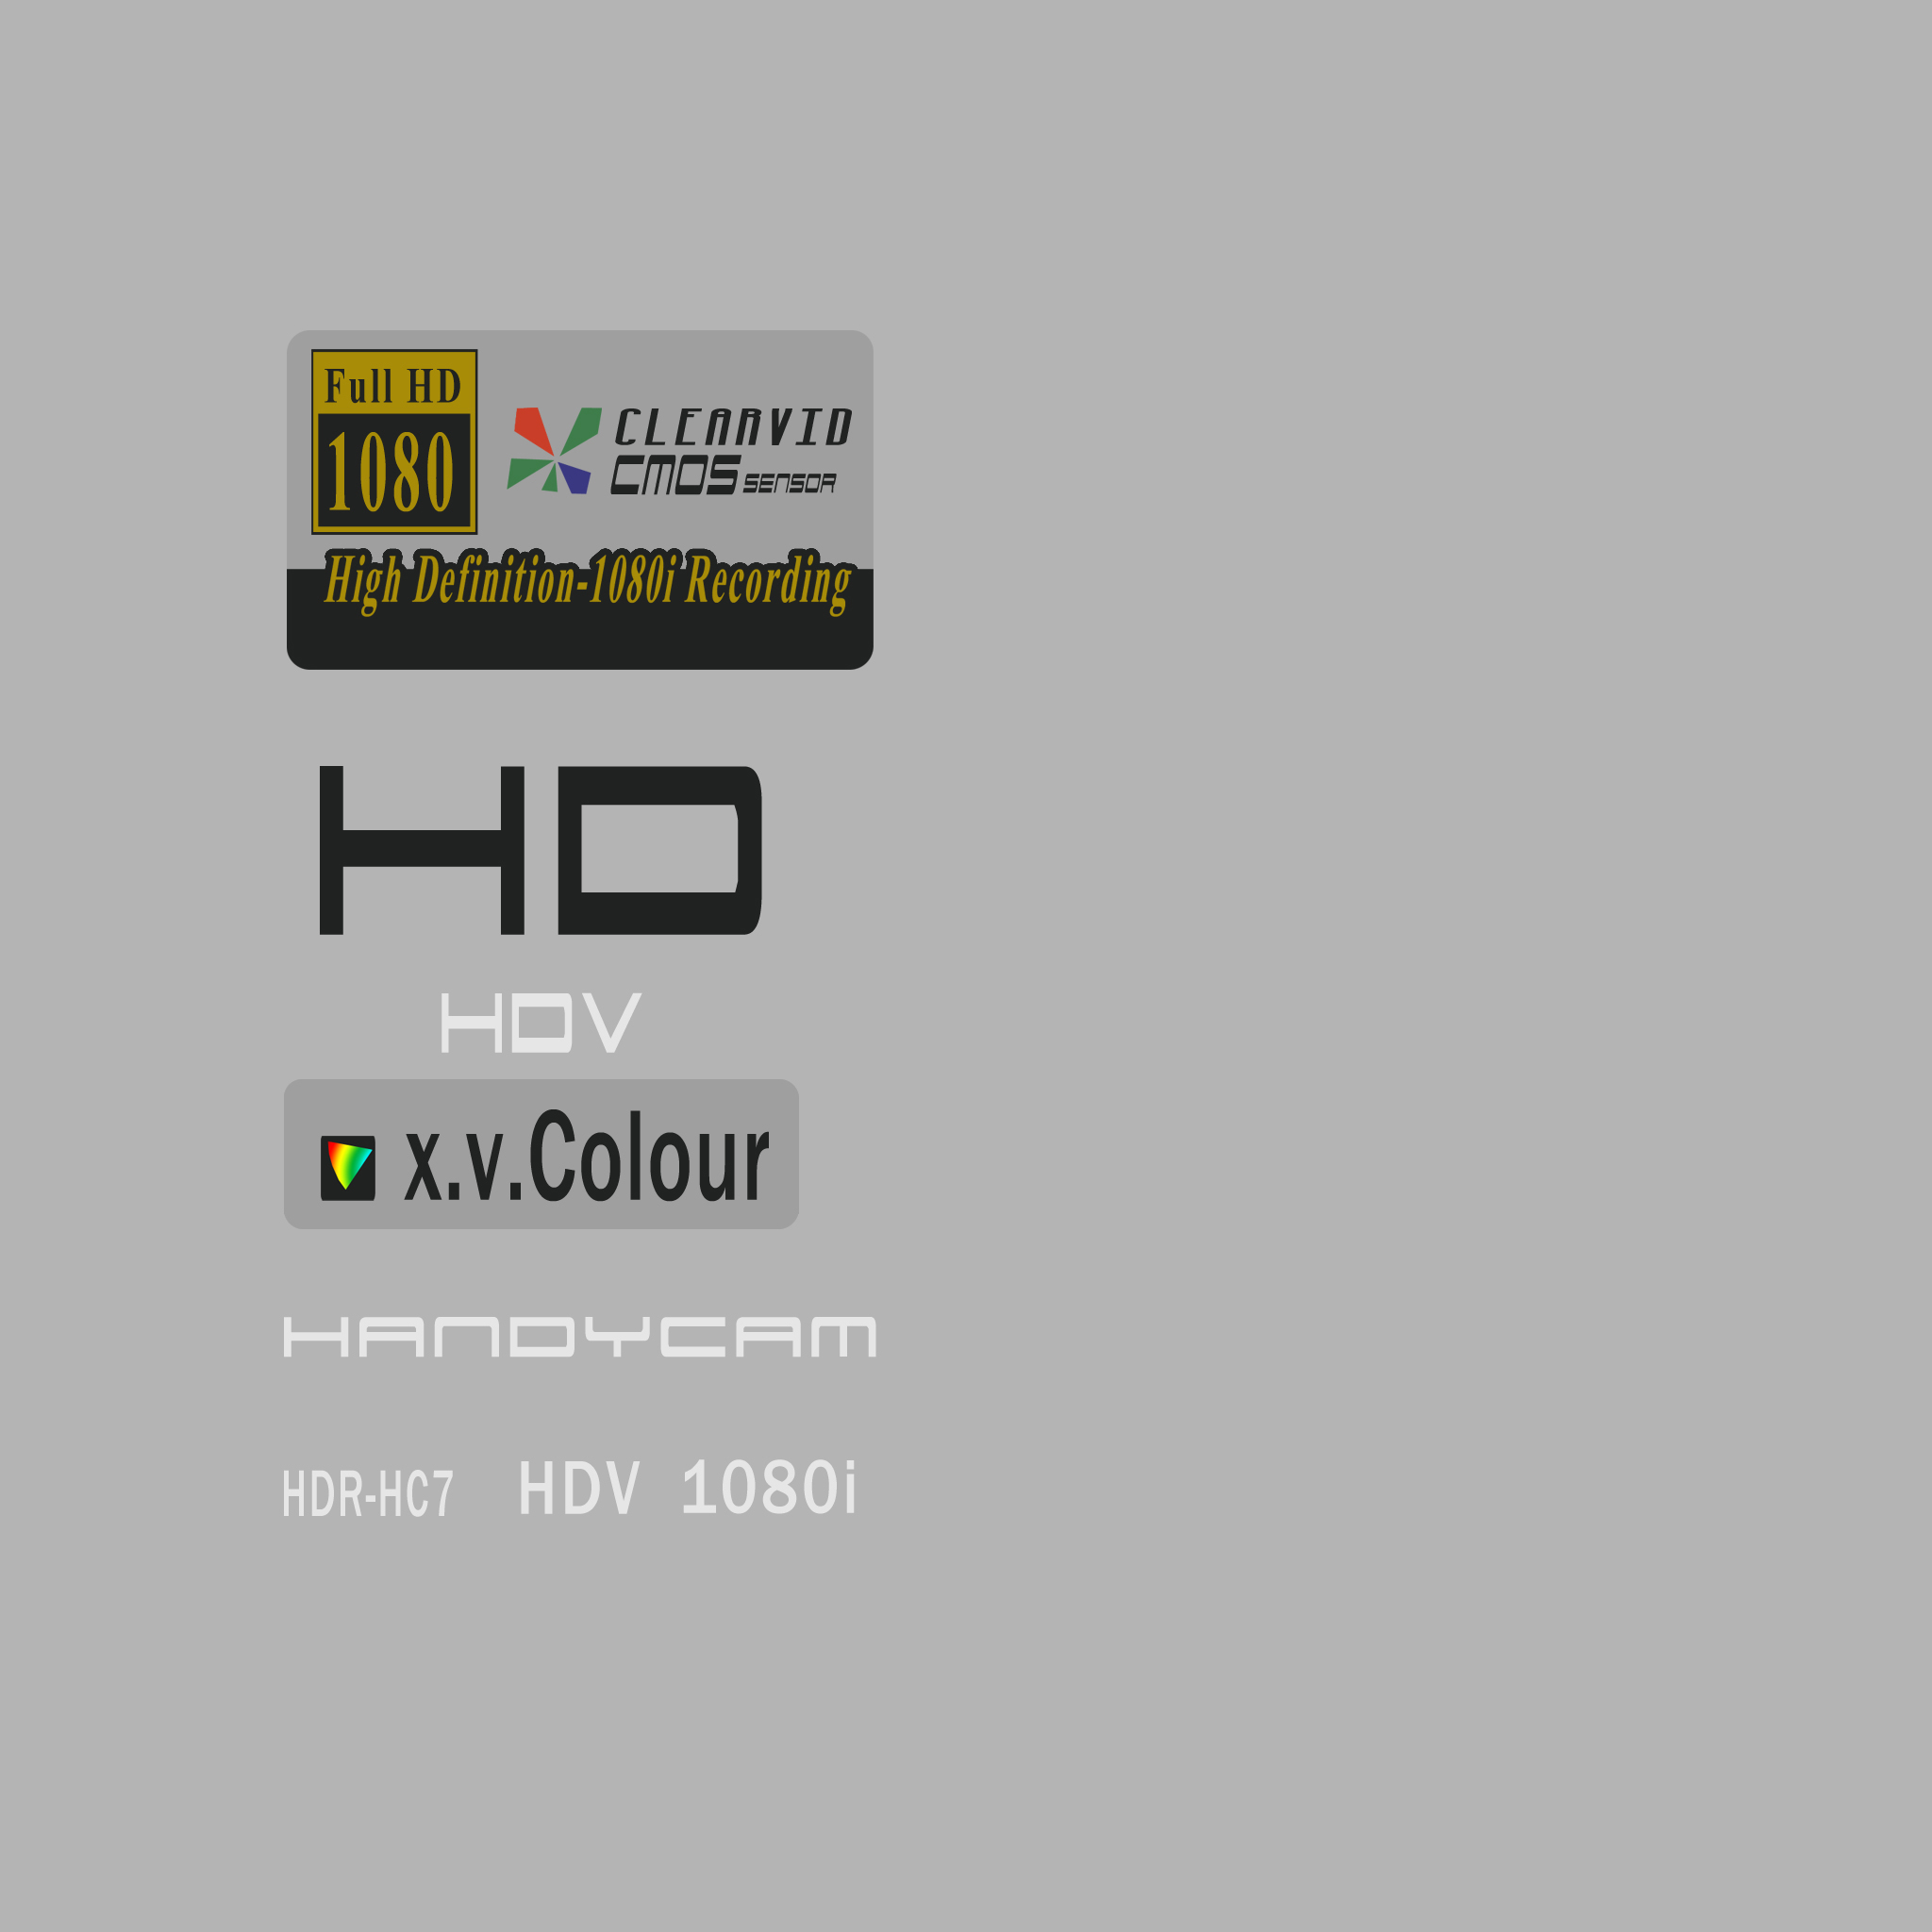 Full HD
1080
CLEARVID
CMOS SENSOR
High Definition-1080i Recording
HD
HDV
x.v.Colour
HANDYCAM
HDR-HC7 HDV 1080i